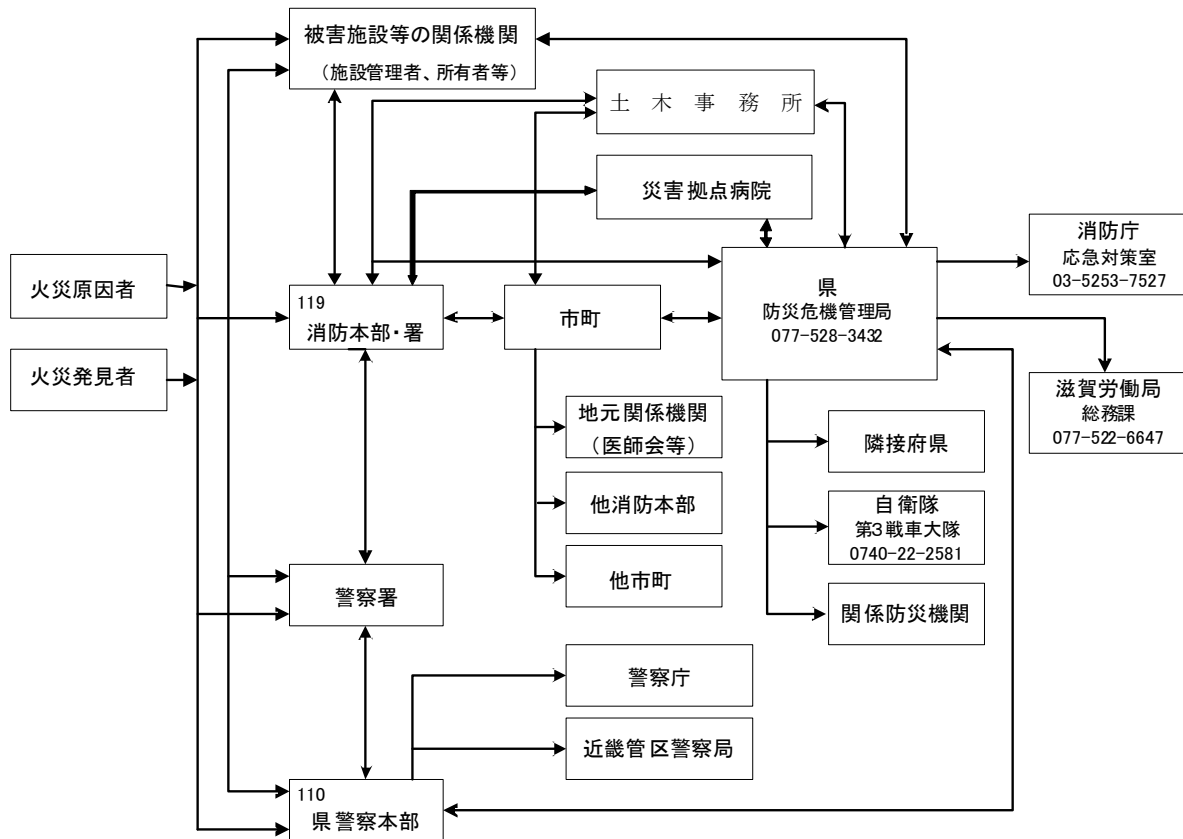 被害施設等の関係機関
（施設管理者、所有者等）
土木事務所
災害拠点病院
消防庁
応急対策室
03-5253-7527
火災原因者
119
消防本部・署
市町
県
防災危機管理局
077-528-3432
火災発見者
滋賀労働局
総務課
077-522-6647
地元関係機関
（医師会等）
隣接府県
他消防本部
自衛隊
第3戦車大隊
0740-22-2581
他市町
警察署
関係防災機関
警察庁
近畿管区警察局
110
県警察本部